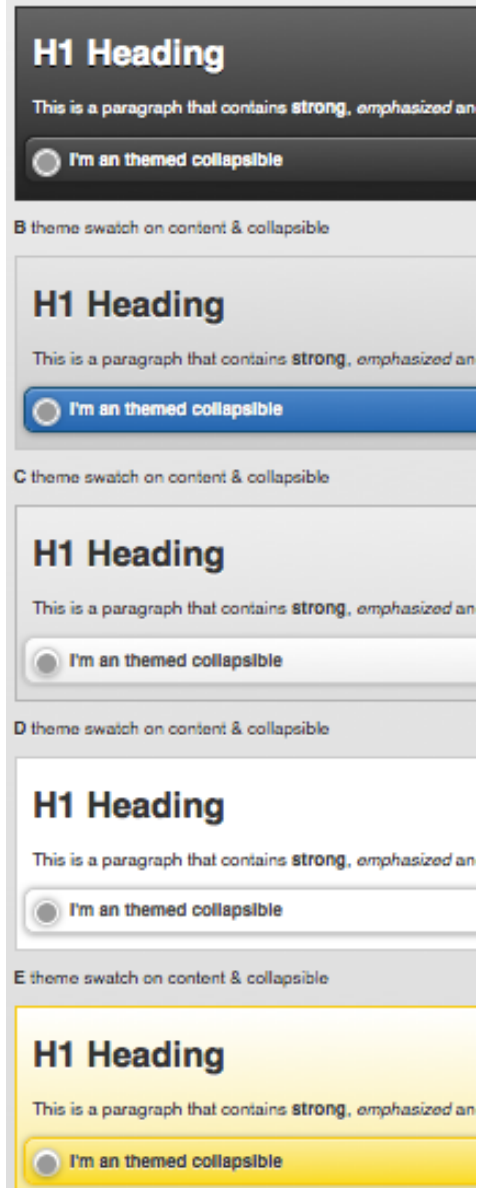 H1 Heading
This is a paragraph that contains strong, emphasized an
I'm an themed collapsible
B theme swatch on content & collapsible
H1 Heading
This is a paragraph that contains strong, emphasized an
I'm an themed collapsible
C theme swatch on content & collapsible
H1 Heading
This is a paragraph that contains strong, emphasized an
I'm an themed collapsible
D theme swatch on content & collapsible
H1 Heading
This is a paragraph that contains strong, emphasized an
I'm an themed collapsible
E theme swatch on content & collapsible
H1 Heading
This is a paragraph that contains strong, emphasized an
I'm an themed collapsible